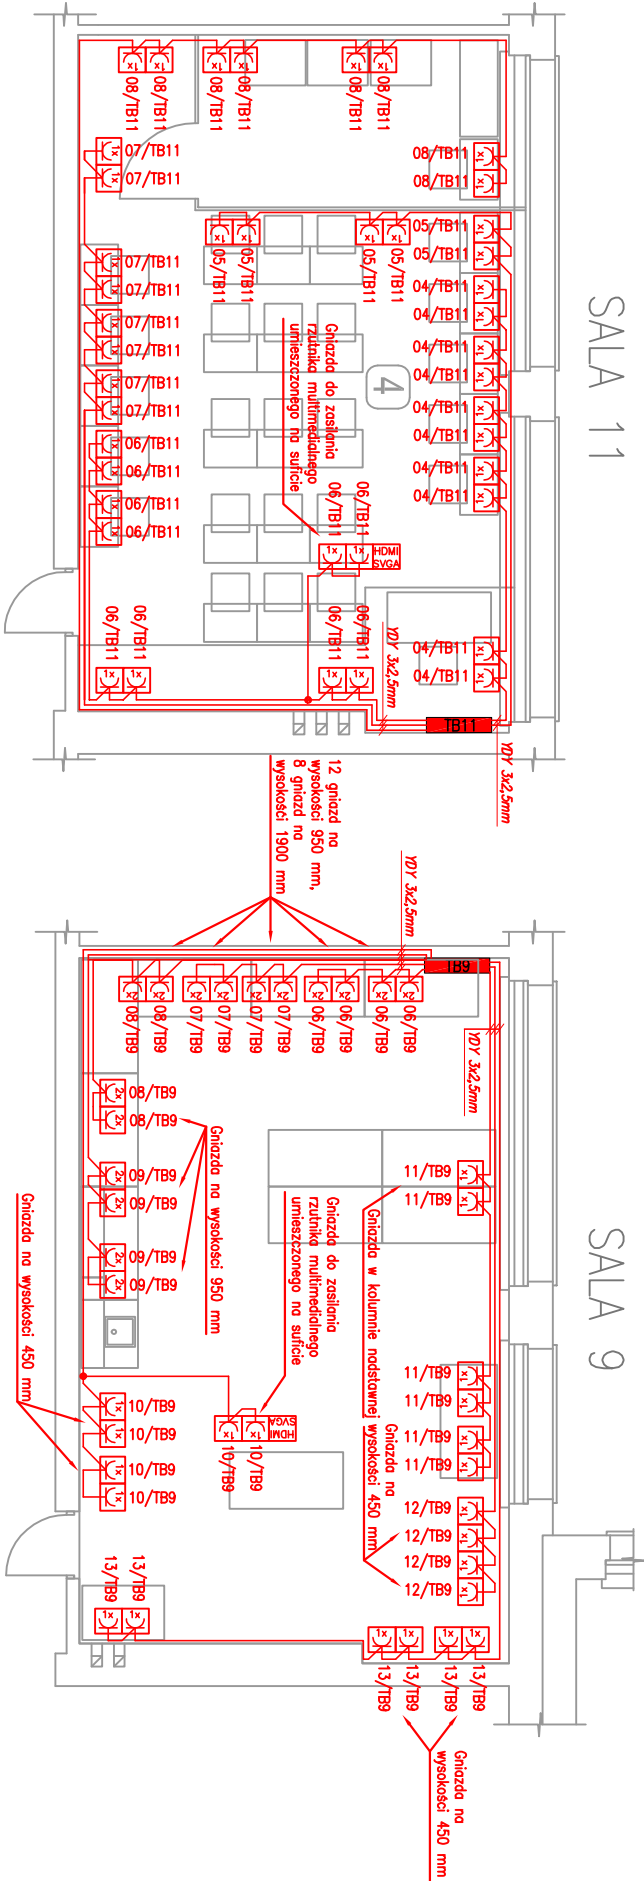 SALA 11
08/TB11
08/TB11
08/TB11
08/TB11
08/TB11
08/TB11
08/TB11
08/TB11
07/TB11
07/TB11
05/TB11
05/TB11
05/TB11
05/TB11
05/TB11
05/TB11
04/TB11
04/TB11
04/TB11
04/TB11
04/TB11
04/TB11
04/TB11
04/TB11
07/TB11
07/TB11
07/TB11
07/TB11
07/TB11
07/TB11
06/TB11
06/TB11
06/TB11
06/TB11
Gniazda do zasilania
rzutnika multimedialnego
umieszczonego na suficie
4
06/TB11
06/TB11
HDMI
SVGA
06/TB11
06/TB11
06/TB11
06/TB11
04/TB11
04/TB11
YDY 3x2,5mm
TB11
YDY 3x2,5mm
12 gniazd na
wysokości 950 mm,
8 gniazd na
wysokości 1900 mm
SALA 9
YDY 3x2,5mm
TB9
YDY 3x2,5mm
08/TB9
08/TB9
07/TB9
07/TB9
07/TB9
07/TB9
06/TB9
06/TB9
06/TB9
06/TB9
08/TB9
08/TB9
09/TB9
09/TB9
09/TB9
09/TB9
Gniazda na wysokości 950 mm
11/TB9
11/TB9
Gniazda do zasilania
rzutnika multimedialnego
umieszczonego na suficie
Gniazda w kolumnie nadstawnej
Gniazda na wysokości 450 mm
10/TB9
10/TB9
10/TB9
10/TB9
HDMI
SVGA
10/TB9
10/TB9
11/TB9
11/TB9
11/TB9
11/TB9
Gniazda na
wysokości 450 mm
12/TB9
12/TB9
12/TB9
12/TB9
13/TB9
13/TB9
13/TB9
13/TB9
13/TB9
13/TB9
Gniazda na
wysokości 450 mm